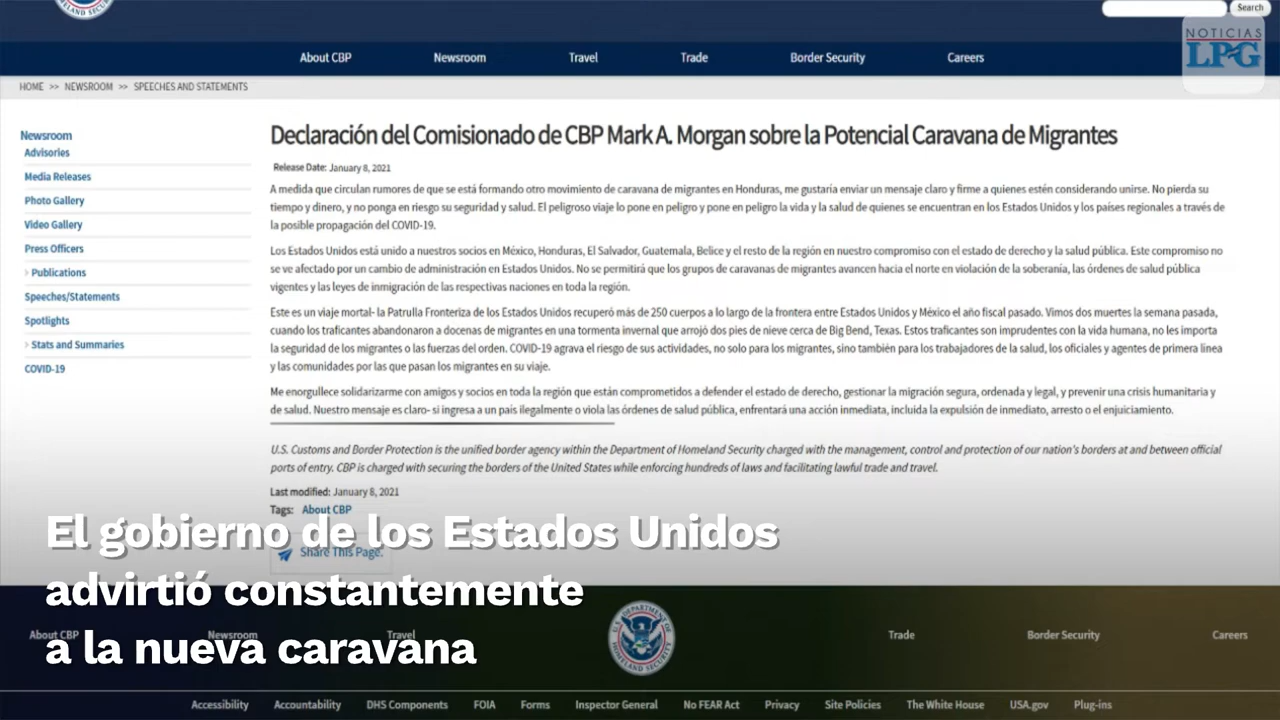 HOMELAND SEC
Search
NOTICIAS
LPG
About CBP Newsroom Travel Trade Border Security Careers
HOME >> NEWSROOM >> SPEECHES AND STATEMENTS
Newsroom
Advisories
Media Releases
Photo Gallery
Video Gallery
Press Officers
Publications
Speeches/Statements
Spotlights
Stats and Summaries
COVID-19
Declaración del Comisionado de CBP Mark A. Morgan sobre la Potencial Caravana de Migrantes
Release Date: January 8, 2021
A medida que circulan rumores de que se está formando otro movimiento de caravana de migrantes en Honduras, me gustaría enviar un mensaje claro y firme a quienes estén considerando unirse. No pierda su
tiempo y dinero, y no ponga en riesgo su seguridad y salud. El peligroso viaje lo pone en peligro y pone en peligro la vida y la salud de quienes se encuentran en los Estados Unidos y los países regionales a través de
la posible propagación del COVID-19.
Los Estados Unidos está unido a nuestros socios en México, Honduras, El Salvador, Guatemala, Belice y el resto de la región en nuestro compromiso con el estado de derecho y la salud pública. Este compromiso no
se ve afectado por un cambio de administración en Estados Unidos. No se permitirá que los grupos de caravanas de migrantes avancen hacia el norte en violación de la soberanía, las órdenes de salud pública
vigentes y las leyes de inmigración de las respectivas naciones en toda la región.
Este es un viaje mortal- la Patrulla Fronteriza de los Estados Unidos recuperó más de 250 cuerpos a lo largo de la frontera entre Estados Unidos y México el año fiscal pasado. Vimos dos muertes la semana pasada,
cuando los traficantes abandonaron a docenas de migrantes en una tormenta invernal que arrojó dos pies de nieve cerca de Big Bend, Texas. Estos traficantes son imprudentes con la vida humana, no les importa
la seguridad de los migrantes o las fuerzas del orden. COVID-19 agrava el riesgo de sus actividades, no solo para los migrantes, sino también para los trabajadores de la salud, los oficiales y agentes de primera línea
y las comunidades por las que pasan los migrantes en su viaje.
Me enorgullece solidarizarme con amigos y socios en toda la región que están comprometidos a defender el estado de derecho, gestionar la migración segura, ordenada y legal, y prevenir una crisis humanitaria y
de salud. Nuestro mensaje es claro- si ingresa a un país ilegalmente o viola las órdenes de salud pública, enfrentará una acción inmediata, incluida la expulsión de inmediato, arresto o el enjuiciamiento.
U.S. Customs and Border Protection is the unified border agency within the Department of Homeland Security charged with the management, control and protection of our nation's borders at and between official
ports of entry. CBP is charged with securing the borders of the United States while enforcing hundreds of laws and facilitating lawful trade and travel.
Last modified: January 8, 2021
Tags: About CBP
Share This Page.
El gobierno de los Estados Unidos
advirtió constantemente
a la nueva caravana
About CBP Newsroom Travel Trade Border Security Careers
U.S. DEPARTMENT OF HOMELAND SECURITY
Accessibility Accountability DHS Components FOIA Forms Inspector General No FEAR Act Privacy Site Policies The White House USA.gov Plug-ins